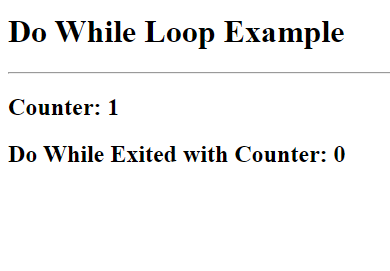 Do While Loop Example
Counter: 1
Do While Exited with Counter: 0